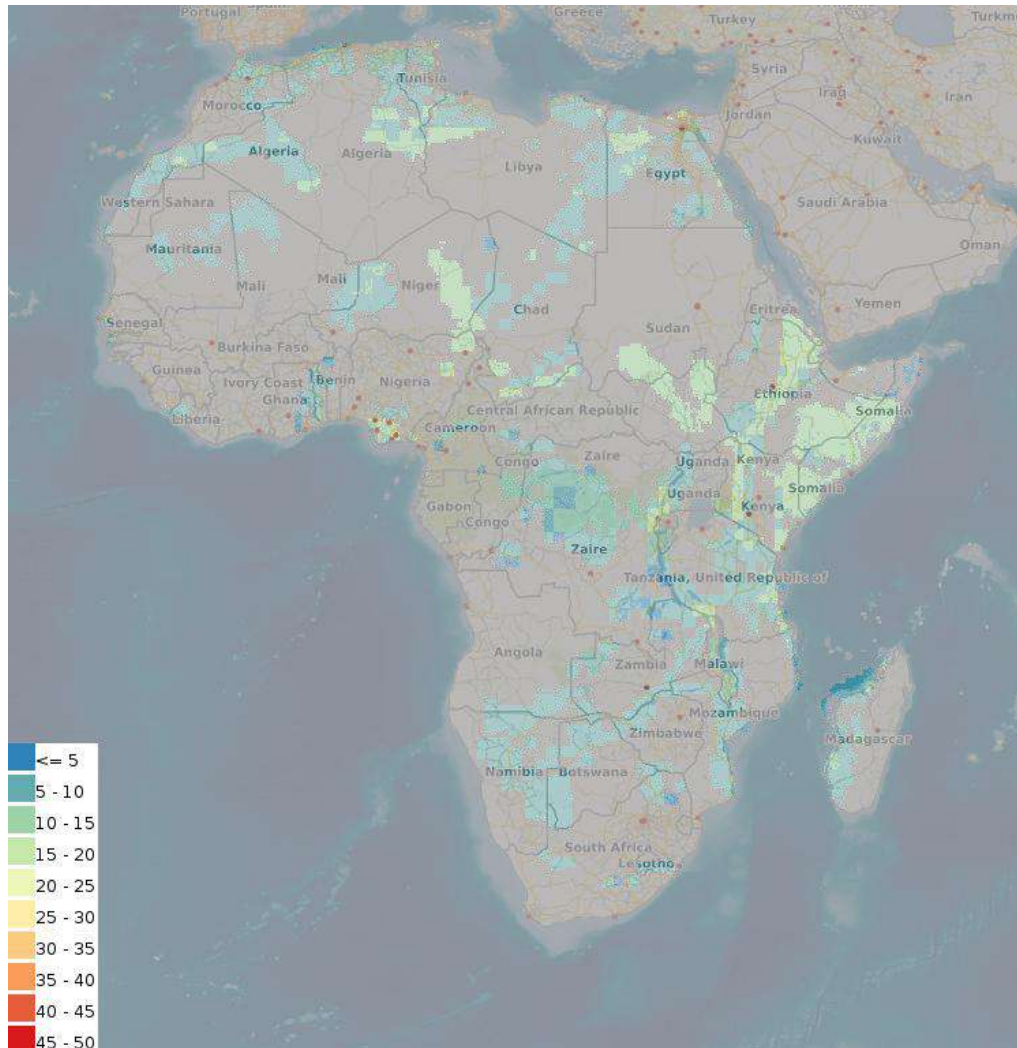 Portugal
Spain
Greece
Turkey
Turkm
Tunisia
Syria
Iraq
Iran
Morocco
Jordan
Kuwait
Algeria
Algeria
Libya
Egypt
Western Sahara
Saudi Arabia
Mauritania
Oman
Mali
Mali
Niger
Chad
Sudan
Eritrea
Yemen
Senegal
Burkina Faso
Guinea
Ivory Coast
Benin
Nigeria
Ghana
Ethiopia
Somalia
Liberia
Central African Republic
Cameroon
Congo
Zaire
Uganda
Kenya
Uganda
Somalia
Gabon
Kenya
Congo
Zaire
Tanzania, United Republic of
Angola
Zambia
Malawi
Mozambique
Zimbabwe
Madagascar
Namibia
Botswana
South Africa
Lesotho
<= 5
5 - 10
10 - 15
15 - 20
20 - 25
25 - 30
30 - 35
35 - 40
40 - 45
45 - 50